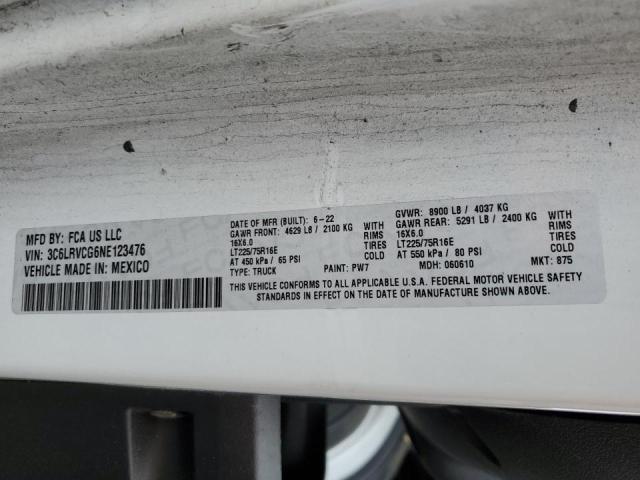 MFD BY: FCA US LLC
VIN: 3C6LRVCG6NE123476
VEHICLE MADE IN: MEXICO
DATE OF MFR (BUILT): 6-22
GAWR FRONT: 4629 LB / 2100 KG WITH
16X6.0 RIMS
LT225/75R16E TIRES
AT 450 kPa / 65 PSI COLD
TYPE: TRUCK PAINT: PW7
GVWR: 8900 LB / 4037 KG
GAWR REAR: 5291 LB / 2400 KG WITH
16X6.0 RIMS
LT225/75R16E TIRES
AT 550 kPa / 80 PSI COLD
MDH: 060610 MKT: 875
THIS VEHICLE CONFORMS TO ALL APPLICABLE U.S.A. FEDERAL MOTOR VEHICLE SAFETY
STANDARDS IN EFFECT ON THE DATE OF MANUFACTURE SHOWN ABOVE.